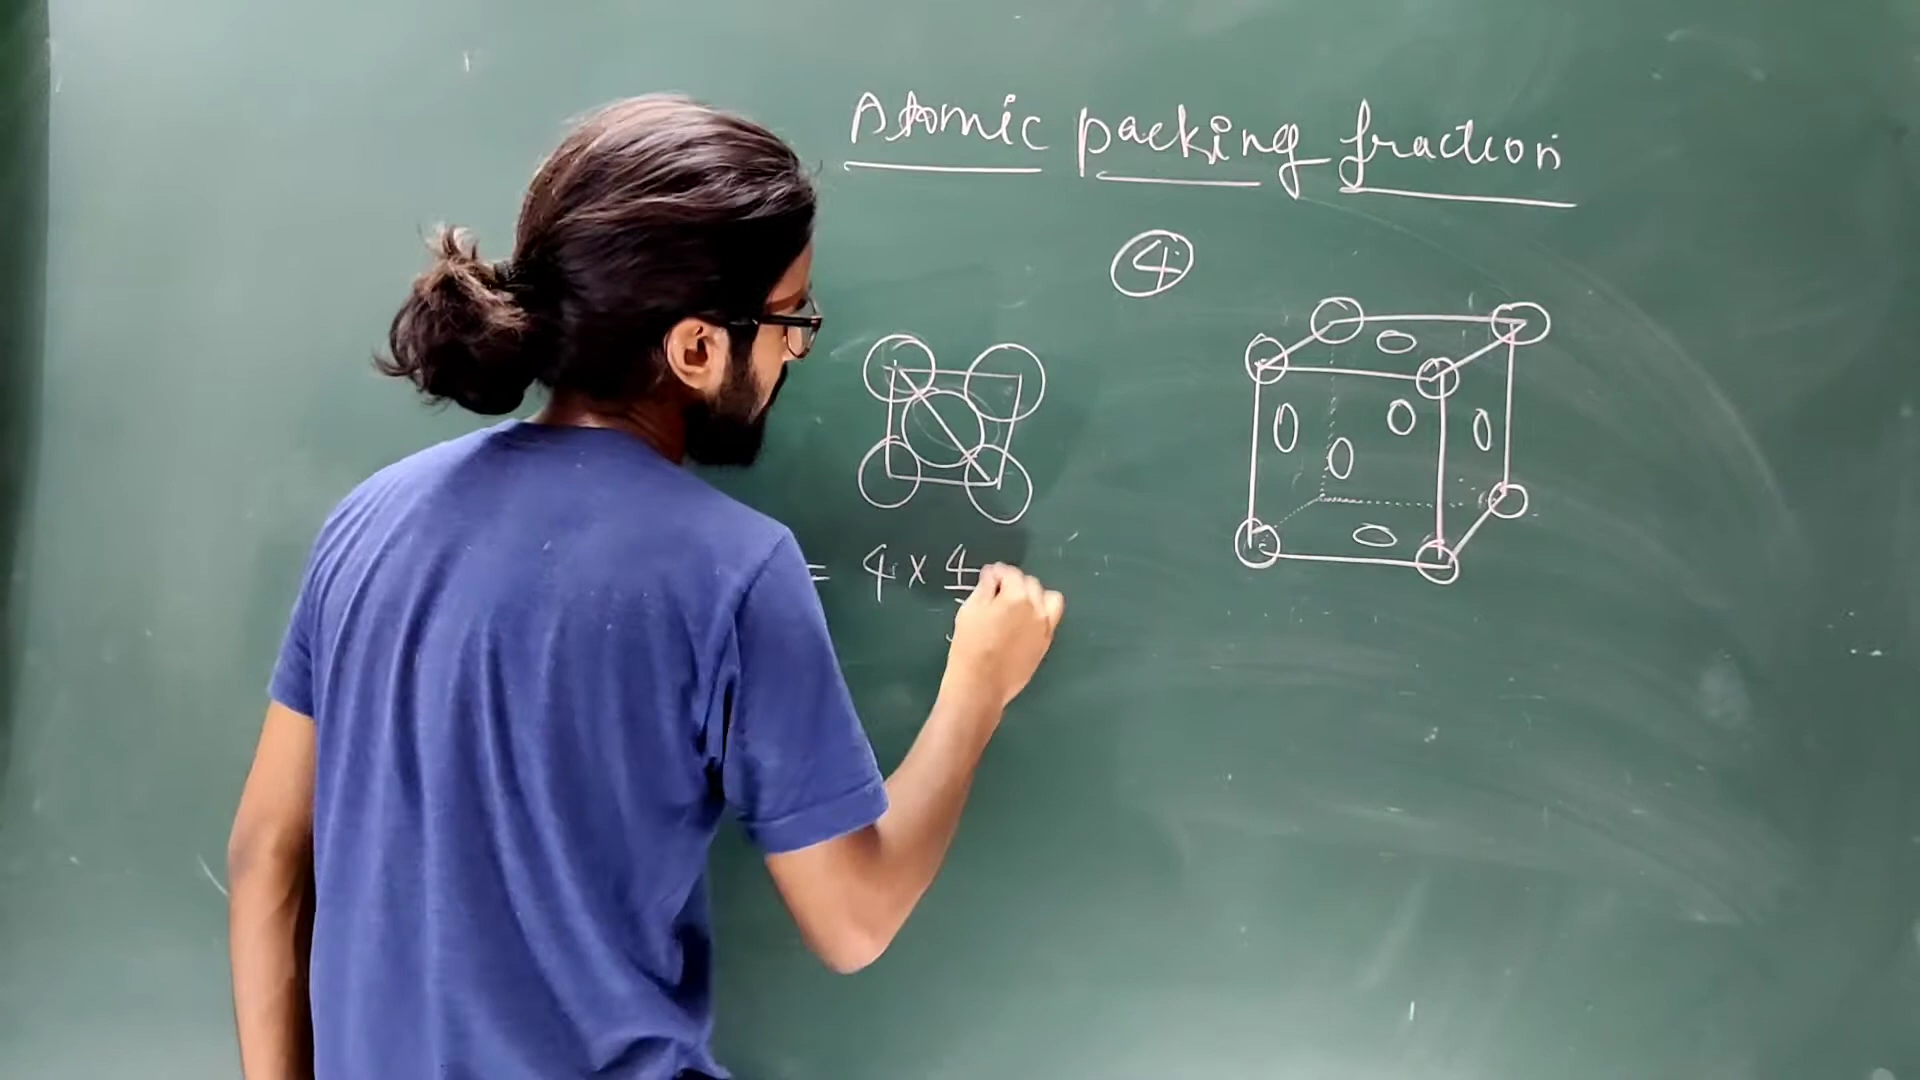 Atomic packing fraction
4
= 4 × 4